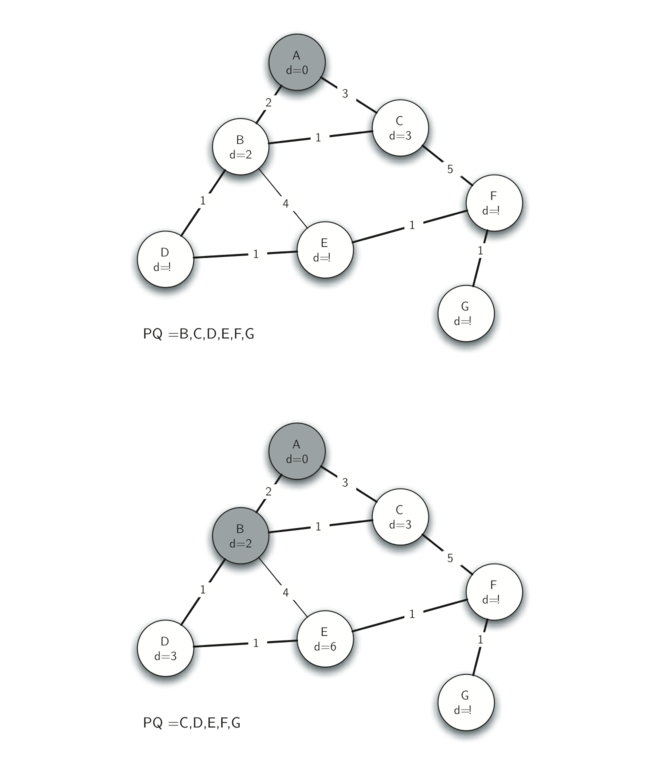 A
d=0
2
3
B
d=2
1
C
d=3
5
1
4
F
d=!
1
E
d=!
D
d=!
1
1
G
d=!
PQ =B,C,D,E,F,G
A
d=0
2
3
B
d=2
1
C
d=3
5
1
4
F
d=!
1
E
d=6
D
d=3
1
1
G
d=!
PQ =C,D,E,F,G